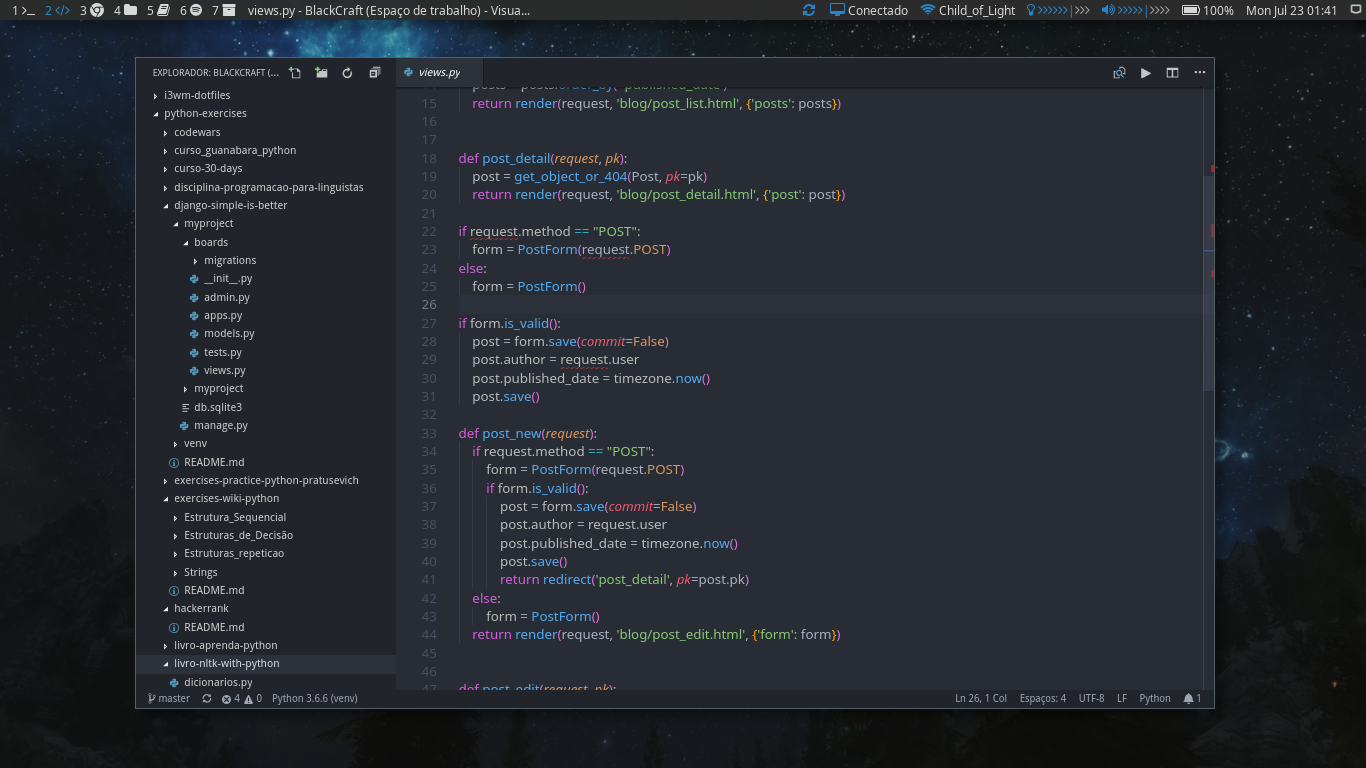 1 >_ 2 </> 3 4 5 6 7 views.py - BlackCraft (Espaço de trabalho) - Visua... Conectado Child_of_Light 100% Mon Jul 23 01:41
EXPLORADOR: BLACKCRAFT (...
i3wm-dotfiles
python-exercises
codewars
curso_guanabara_python
curso-30-days
disciplina-programacao-para-linguistas
django-simple-is-better
myproject
boards
migrations
__init__.py
admin.py
apps.py
models.py
tests.py
views.py
myproject
db.sqlite3
manage.py
venv
README.md
exercises-practice-python-pratusevich
exercises-wiki-python
Estrutura_Sequencial
Estruturas_de_Decisão
Estruturas_repeticao
Strings
README.md
hackerrank
README.md
livro-aprenda-python
livro-nltk-with-python
dicionarios.py
views.py
posts = posts.order_by('published_date')
15 return render(request, 'blog/post_list.html', {'posts': posts})
16
17
18 def post_detail(request, pk):
19 post = get_object_or_404(Post, pk=pk)
20 return render(request, 'blog/post_detail.html', {'post': post})
21
22 if request.method == "POST":
23 form = PostForm(request.POST)
24 else:
25 form = PostForm()
26
27 if form.is_valid():
28 post = form.save(commit=False)
29 post.author = request.user
30 post.published_date = timezone.now()
31 post.save()
32
33 def post_new(request):
34 if request.method == "POST":
35 form = PostForm(request.POST)
36 if form.is_valid():
37 post = form.save(commit=False)
38 post.author = request.user
39 post.published_date = timezone.now()
40 post.save()
41 return redirect('post_detail', pk=post.pk)
42 else:
43 form = PostForm()
44 return render(request, 'blog/post_edit.html', {'form': form})
45
46
47 def post_edit(request, pk):
master 4 0 Python 3.6.6 (venv) Ln 26, 1 Col Espaços: 4 UTF-8 LF Python 1